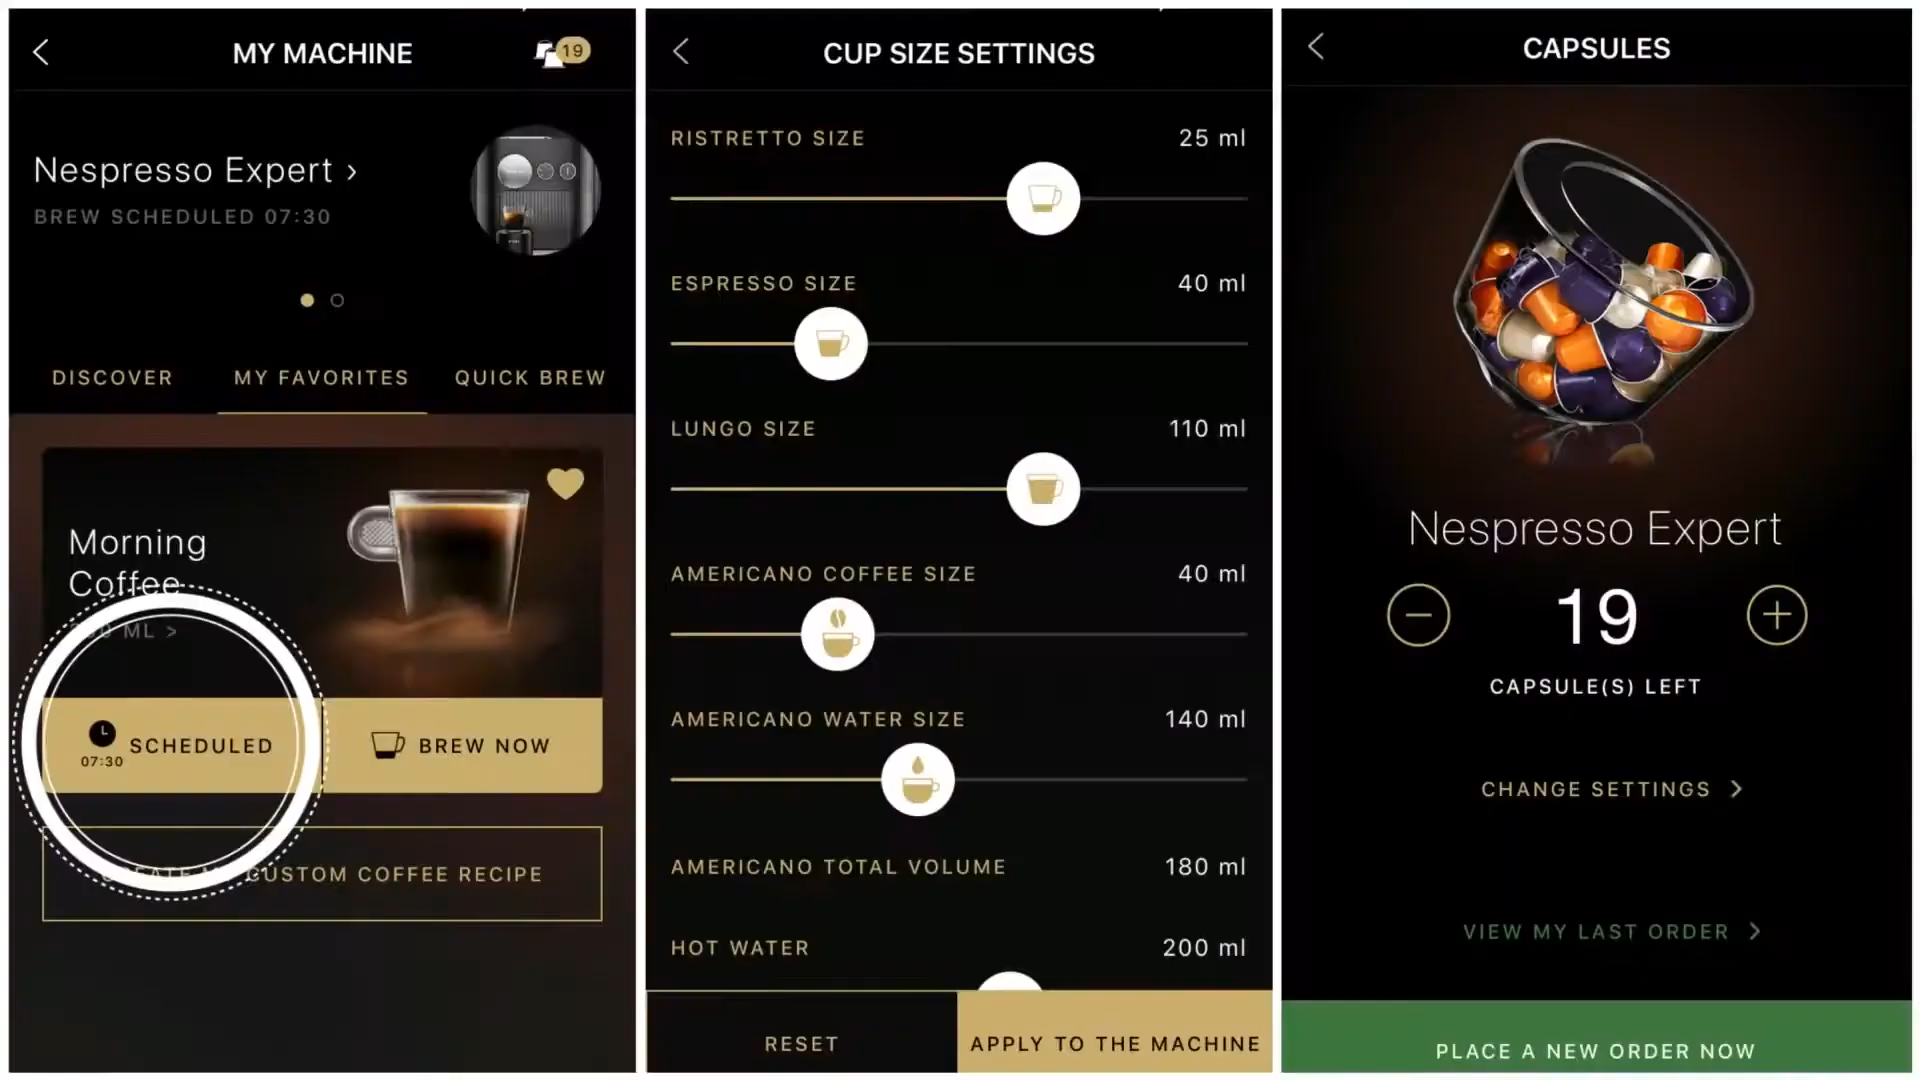 MY MACHINE
19
Nespresso Expert >
BREW SCHEDULED 07:30
DISCOVER
MY FAVORITES
QUICK BREW
Morning
Coffee
ML >
07:30
SCHEDULED
BREW NOW
CUSTOM COFFEE RECIPE
CUP SIZE SETTINGS
RISTRETTO SIZE 25 ml
ESPRESSO SIZE 40 ml
LUNGO SIZE 110 ml
AMERICANO COFFEE SIZE 40 ml
AMERICANO WATER SIZE 140 ml
AMERICANO TOTAL VOLUME 180 ml
HOT WATER 200 ml
RESET
APPLY TO THE MACHINE
CAPSULES
Nespresso Expert
19
CAPSULE(S) LEFT
CHANGE SETTINGS >
VIEW MY LAST ORDER >
PLACE A NEW ORDER NOW